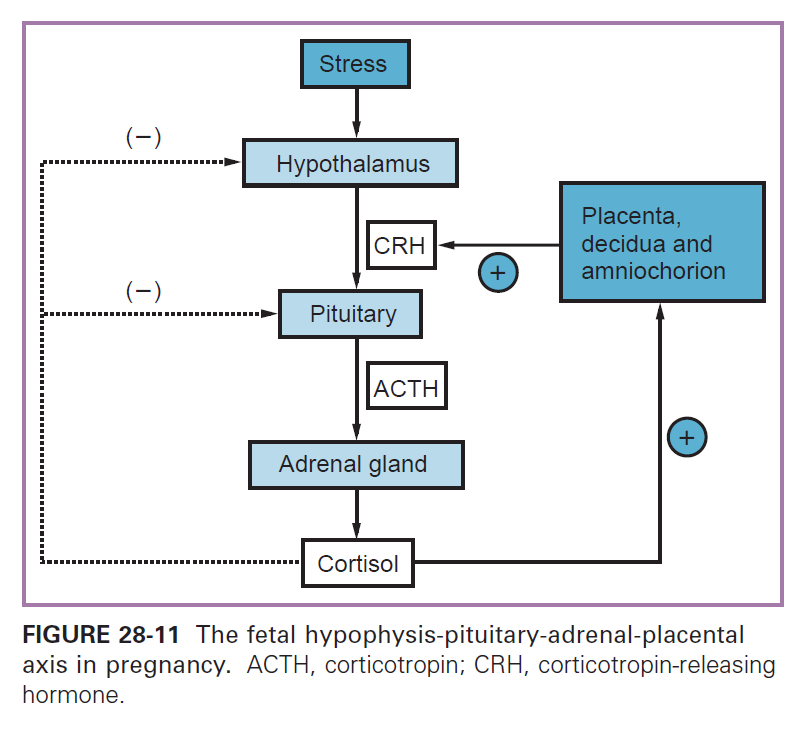 Stress
(−)
Hypothalamus
CRH
+
Placenta,
decidua and
amniochorion
(−)
Pituitary
ACTH
+
Adrenal gland
Cortisol
FIGURE 28-11 The fetal hypophysis-pituitary-adrenal-placental
axis in pregnancy. ACTH, corticotropin; CRH, corticotropin-releasing
hormone.